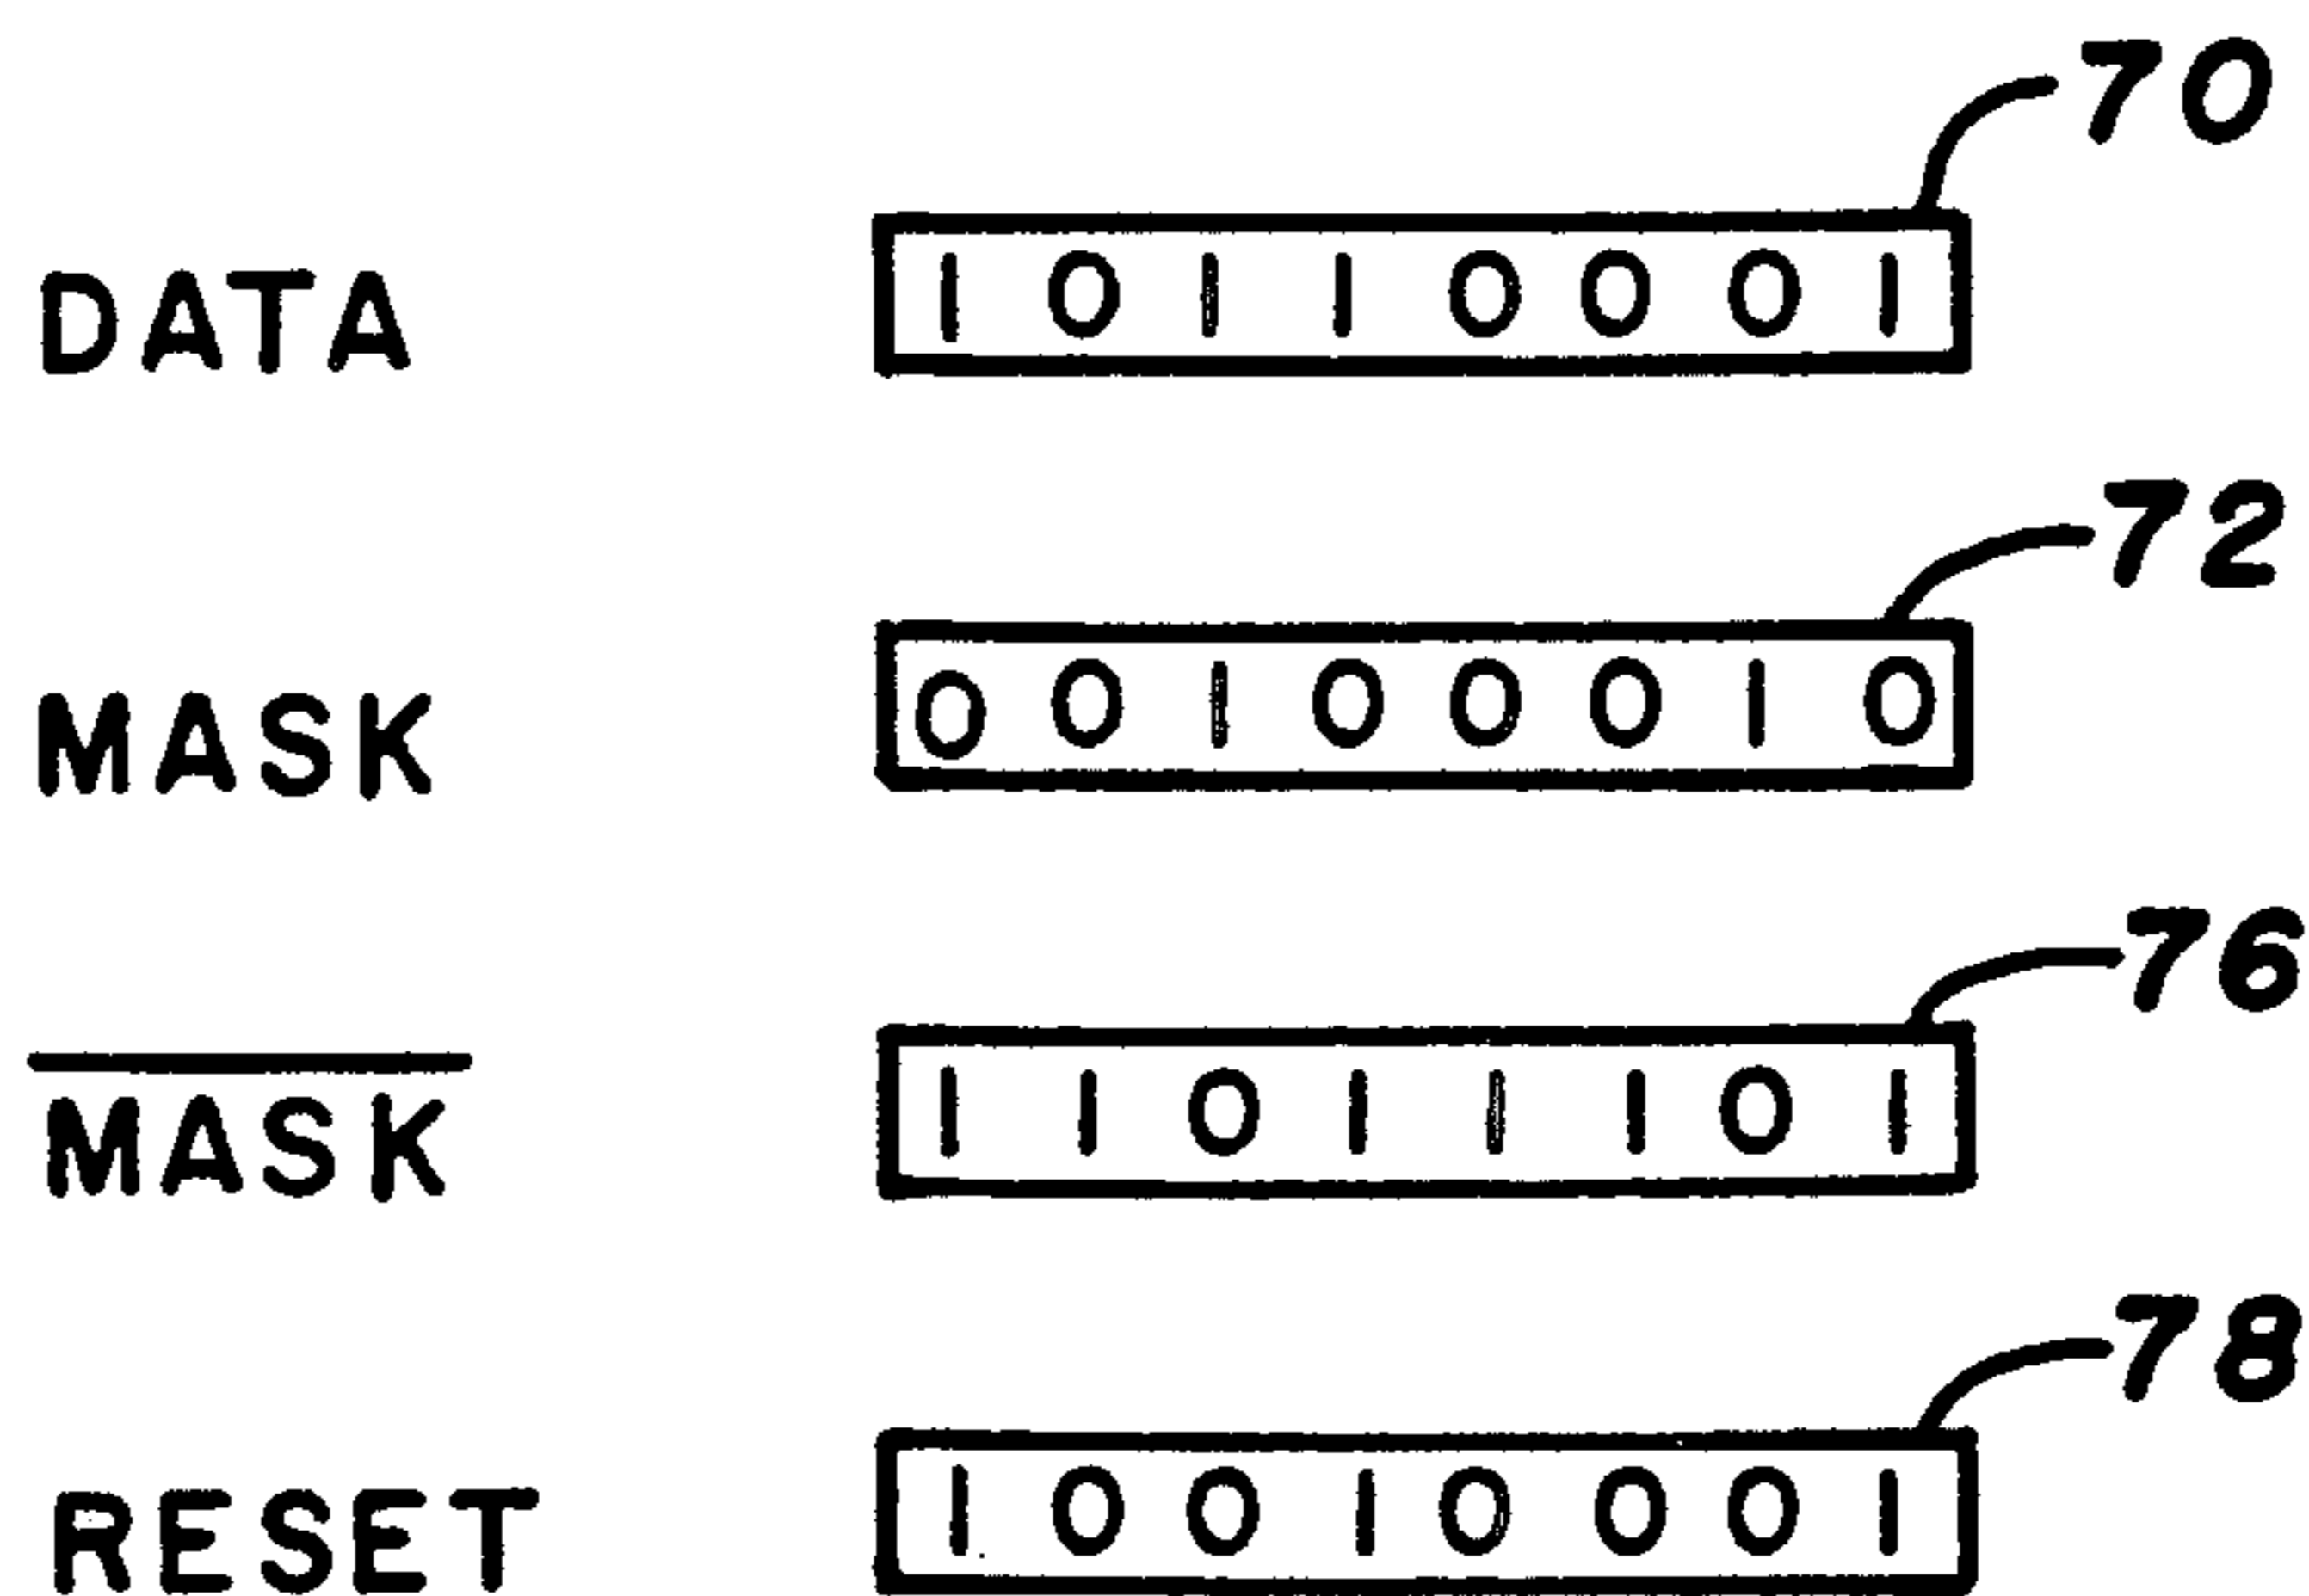 70
DATA 1 0 1 1 0 0 0 1
72
MASK 0 0 1 0 0 0 1 0
76
M̅A̅S̅K̅ 1 1 0 1 1 1 0 1
78
RESET 1 0 0 1 0 0 0 1